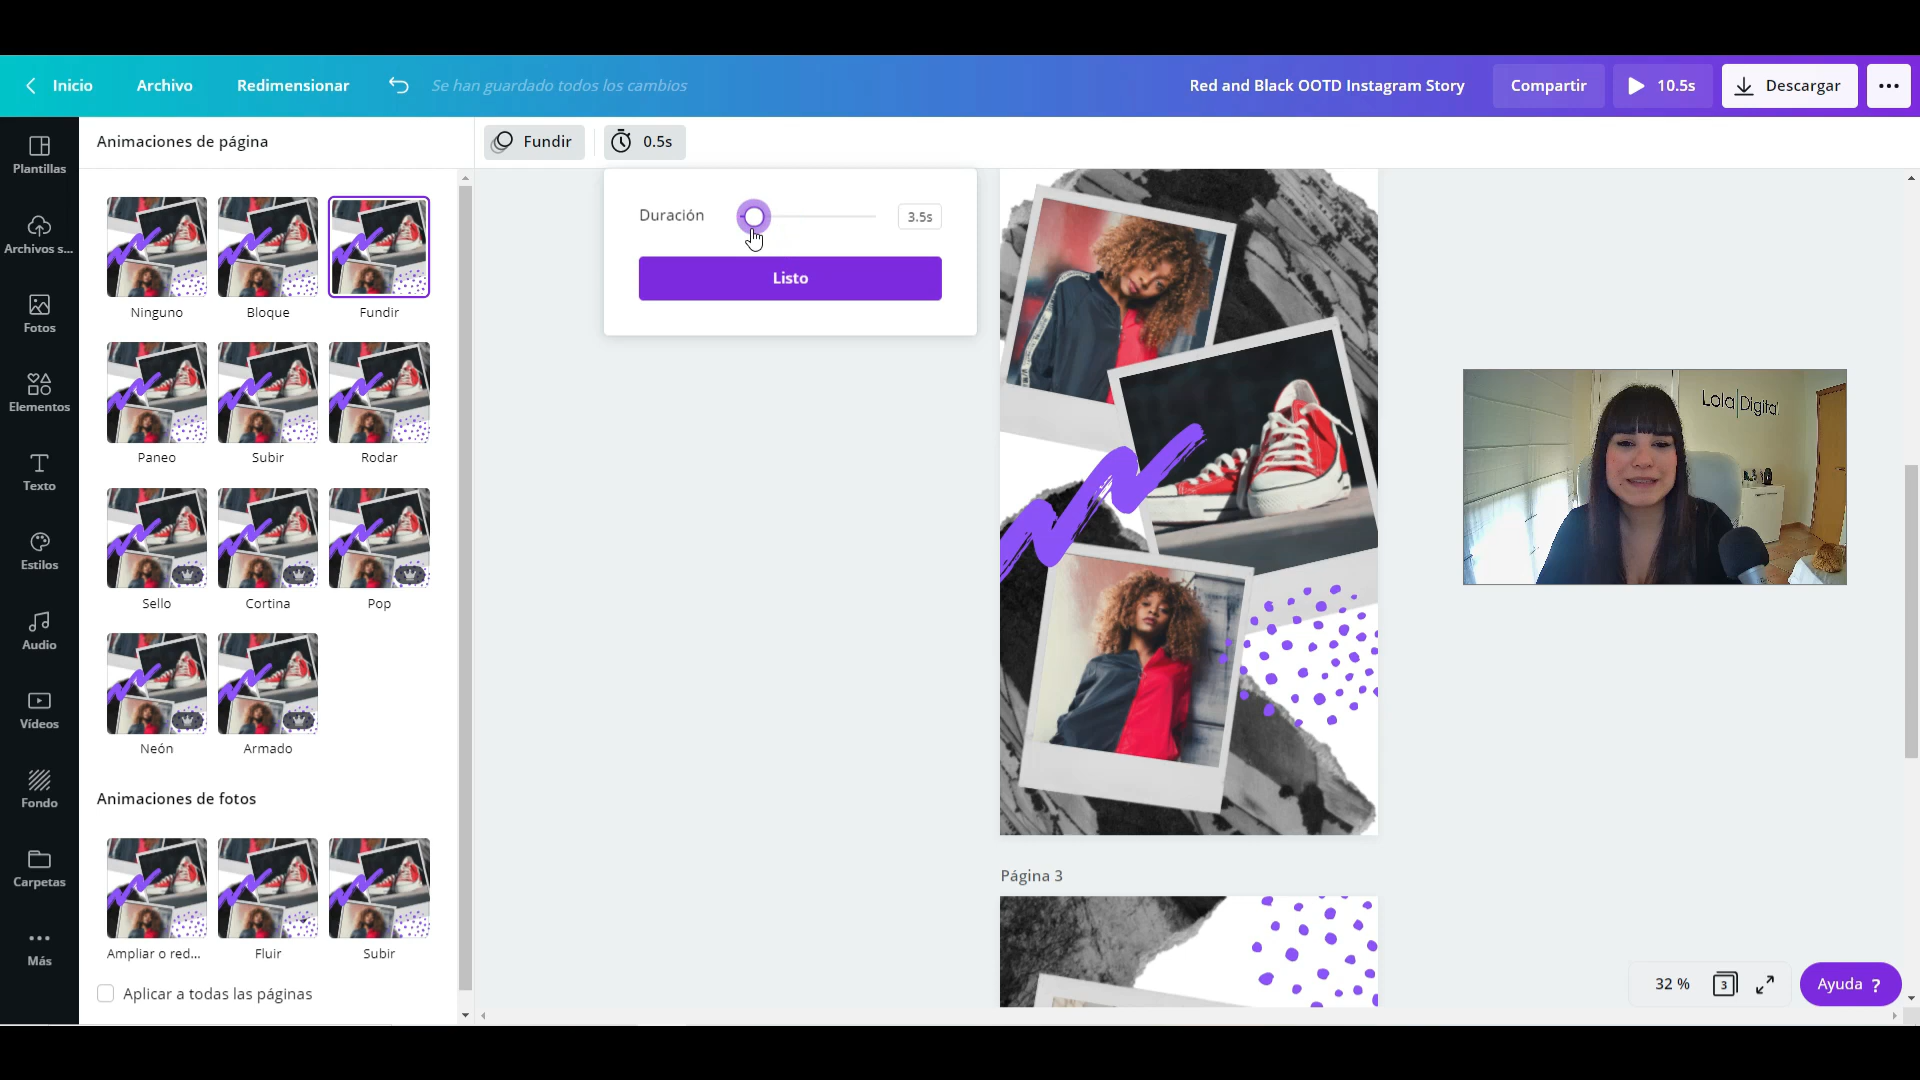 Inicio
Archivo
Redimensionar
Se han guardado todos los cambios
Red and Black OOTD Instagram Story
Compartir
10.5s
Descargar
Plantillas
Archivos s...
Fotos
Elementos
Texto
Estilos
Audio
Vídeos
Fondo
Carpetas
Más
Animaciones de página
Ninguno
Bloque
Fundir
Paneo
Subir
Rodar
Sello
Cortina
Pop
Neón
Armado
Animaciones de fotos
Ampliar o red...
Fluir
Subir
Aplicar a todas las páginas
Fundir
0.5s
Duración
3.5s
Listo
Página 3
Lola Digital
32 %
3
Ayuda ?